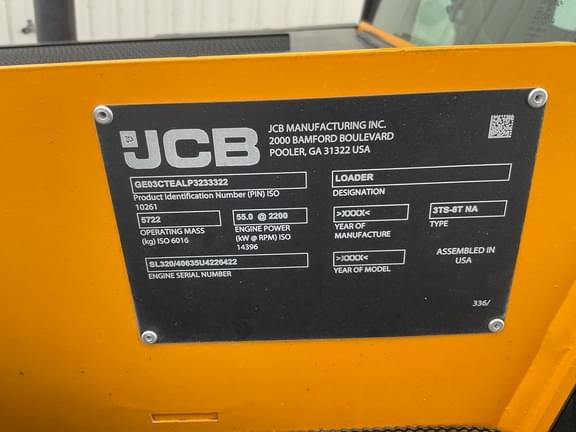 JCB
JCB MANUFACTURING INC.
2000 BAMFORD BOULEVARD
POOLER, GA 31322 USA
GE03CTEALP3233322
Product Identification Number (PIN) ISO
10261
LOADER
DESIGNATION
5722
OPERATING MASS
(kg) ISO 6016
55.0 @ 2200
ENGINE POWER
(kW @ RPM) ISO
14396
>XXXX<
YEAR OF
MANUFACTURE
3TS-8T NA
TYPE
SL320/40635U4226422
ENGINE SERIAL NUMBER
>XXXX<
YEAR OF MODEL
ASSEMBLED IN
USA
336/